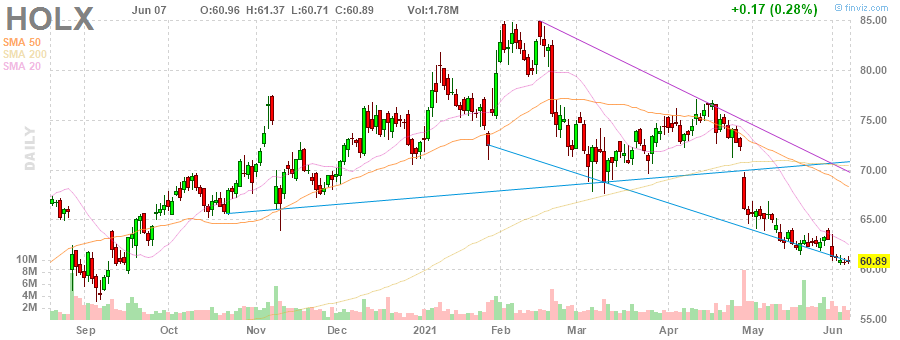 HOLX
Jun 07 O:60.96 H:61.37 L:60.71 C:60.89 Vol:1.78M
© finviz.com
+0.17 (0.28%)
SMA 50
SMA 200
SMA 20
DAILY
85.00
80.00
75.00
70.00
65.00
60.89
60.00
55.00
10M
8M
6M
4M
2M
Sep Oct Nov Dec 2021 Feb Mar Apr May Jun